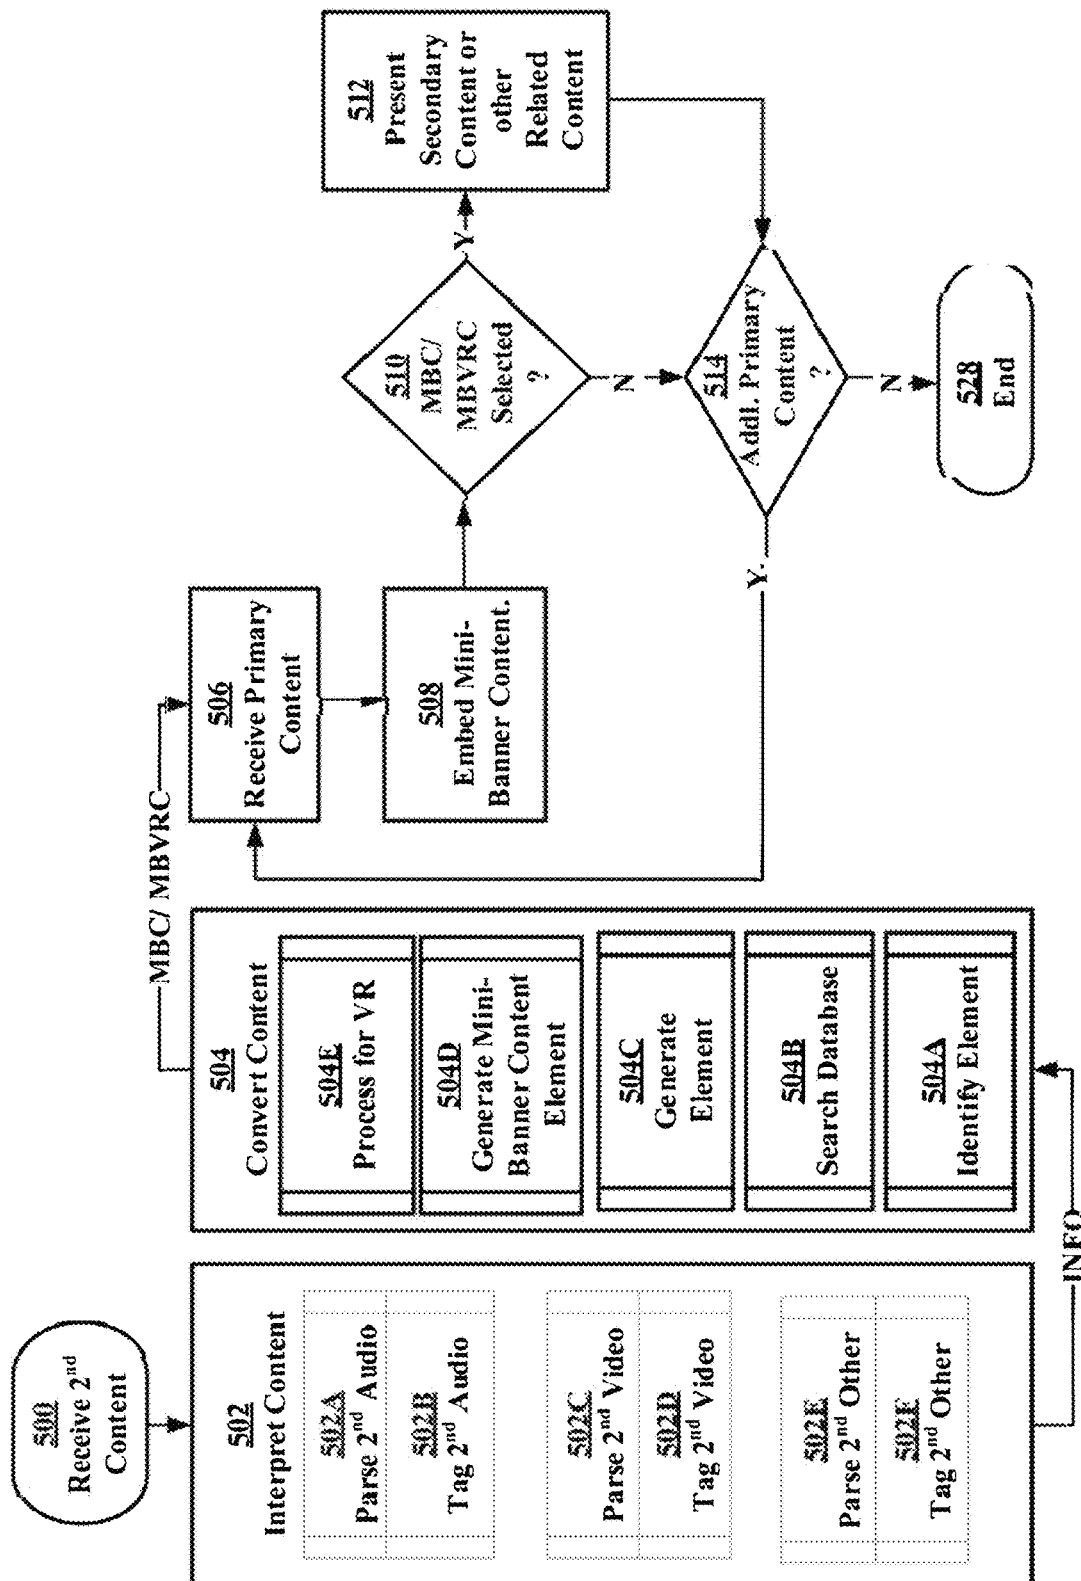 500
Receive 2nd
Content
502
Interpret Content
502A
Parse 2nd Audio
502B
Tag 2nd Audio
502C
Parse 2nd Video
502D
Tag 2nd Video
502E
Parse 2nd Other
502F
Tag 2nd Other
INFO
504
Convert Content
504E
Process for VR
504D
Generate Mini-
Banner Content
Element
504C
Generate
Element
504B
Search Database
504A
Identify Element
MBC/ MBVRC
506
Receive Primary
Content
508
Embed Mini-
Banner Content.
510
MBC/
MBVRC
Selected
?
Y
N
512
Present
Secondary
Content or
other
Related
Content
514
Addl. Primary
Content
?
Y.
N
528
End